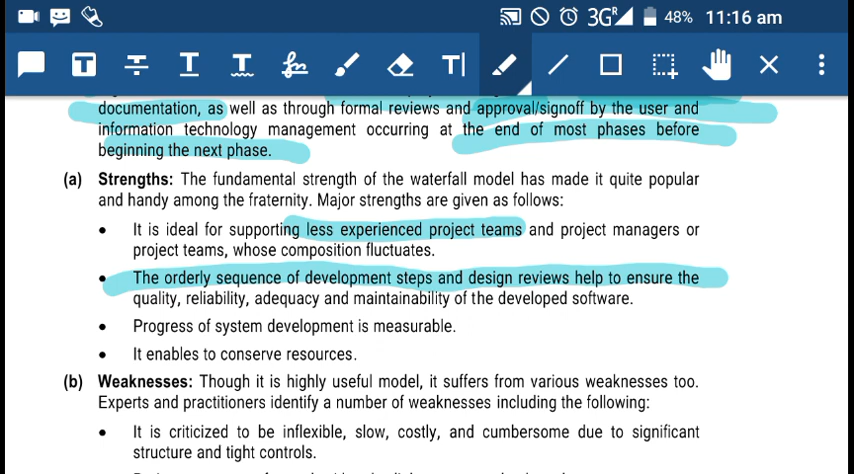 3G R 48% 11:16 am
T T T T T
documentation, as well as through formal reviews and approval/signoff by the user and
information technology management occurring at the end of most phases before
beginning the next phase.
(a) Strengths: The fundamental strength of the waterfall model has made it quite popular
and handy among the fraternity. Major strengths are given as follows:
• It is ideal for supporting less experienced project teams and project managers or
project teams, whose composition fluctuates.
• The orderly sequence of development steps and design reviews help to ensure the
quality, reliability, adequacy and maintainability of the developed software.
• Progress of system development is measurable.
• It enables to conserve resources.
(b) Weaknesses: Though it is highly useful model, it suffers from various weaknesses too.
Experts and practitioners identify a number of weaknesses including the following:
• It is criticized to be inflexible, slow, costly, and cumbersome due to significant
structure and tight controls.